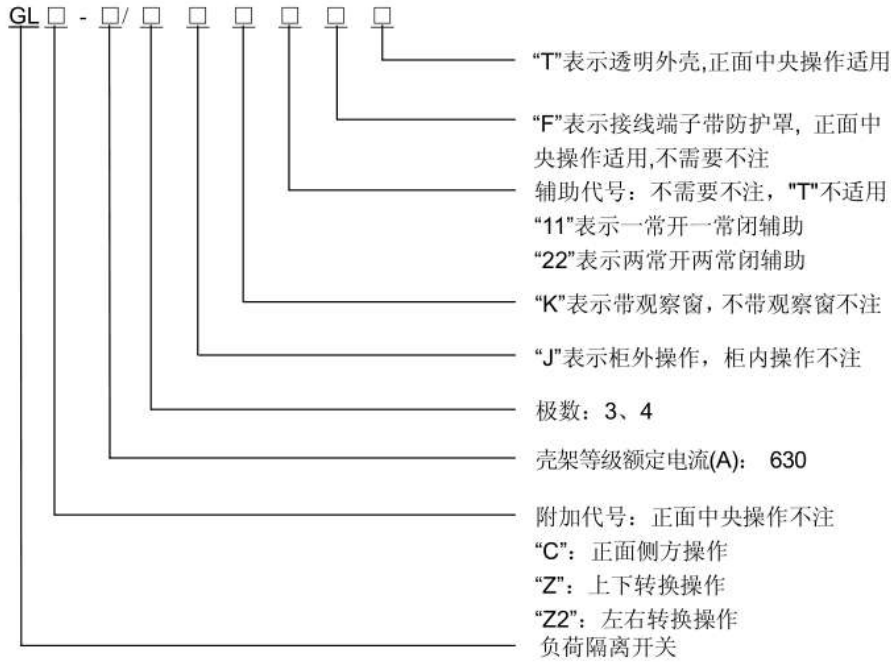 GL□ - □/□ □ □ □ □ □
“T”表示透明外壳,正面中央操作适用
“F”表示接线端子带防护罩, 正面中
央操作适用,不需要不注
辅助代号：不需要不注，"T"不适用
“11”表示一常开一常闭辅助
“22”表示两常开两常闭辅助
“K”表示带观察窗，不带观察窗不注
“J”表示柜外操作，柜内操作不注
极数：3、4
壳架等级额定电流(A)： 630
附加代号：正面中央操作不注
“C”：正面侧方操作
“Z”：上下转换操作
“Z2”：左右转换操作
负荷隔离开关